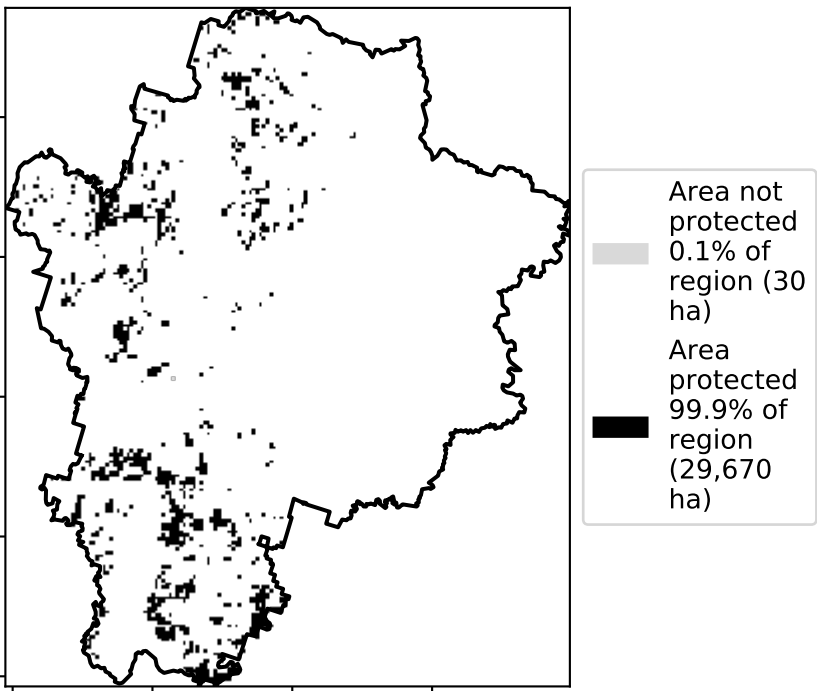 Area not
protected
0.1% of
region (30
ha)
Area
protected
99.9% of
region
(29,670
ha)